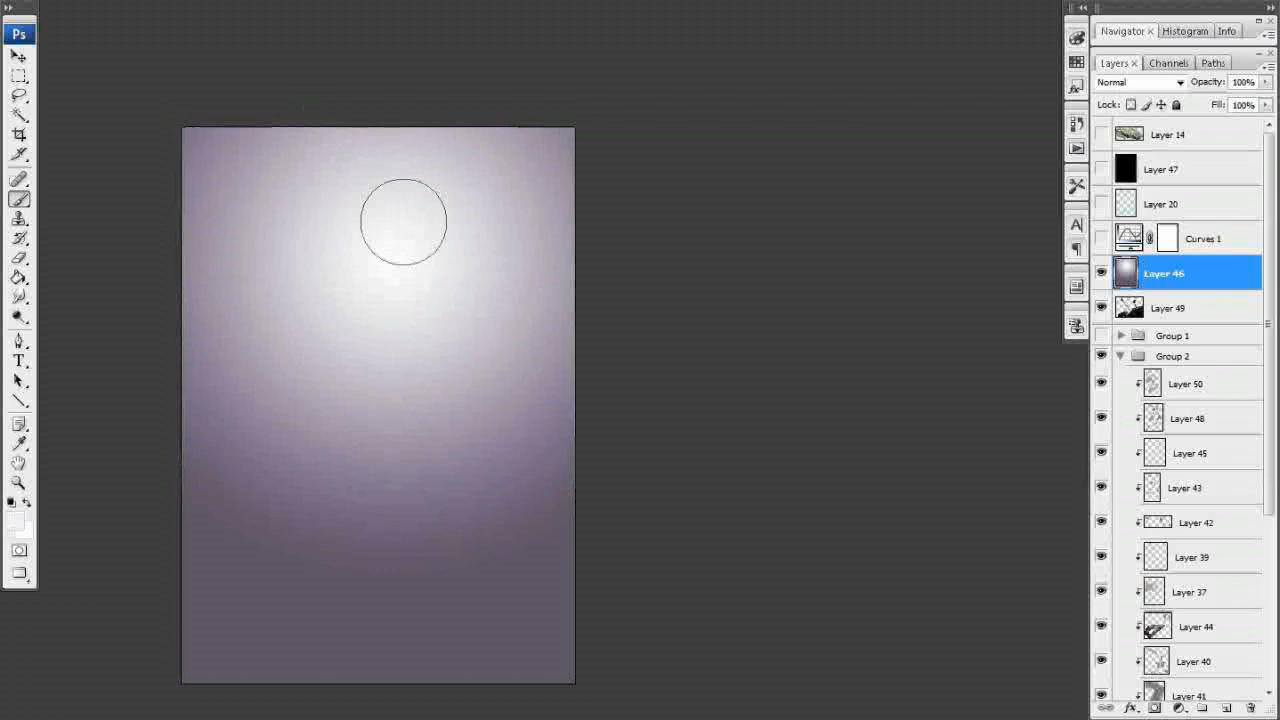 Ps
T
A
Navigator Histogram Info
Layers Channels Paths
Normal Opacity: 100%
Lock: Fill: 100%
Layer 14
Layer 47
Layer 20
Curves 1
Layer 46
Layer 49
Group 1
Group 2
Layer 50
Layer 48
Layer 45
Layer 43
Layer 42
Layer 39
Layer 37
Layer 44
Layer 40
Layer 41
fx